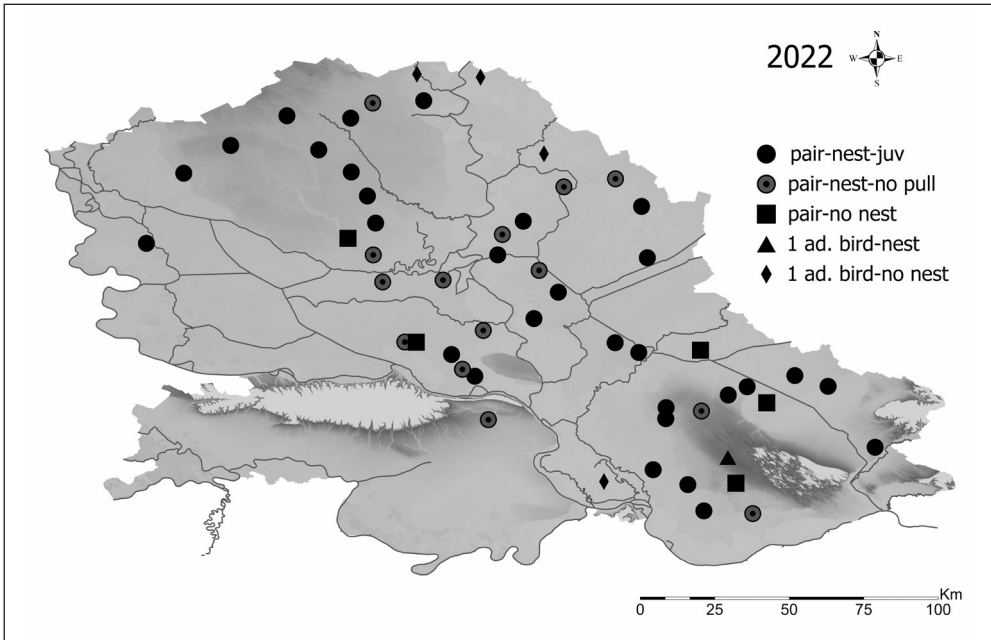 2022
N
W E
S
pair-nest-juv
pair-nest-no pull
pair-no nest
1 ad. bird-nest
1 ad. bird-no nest
Km
0 25 50 75 100